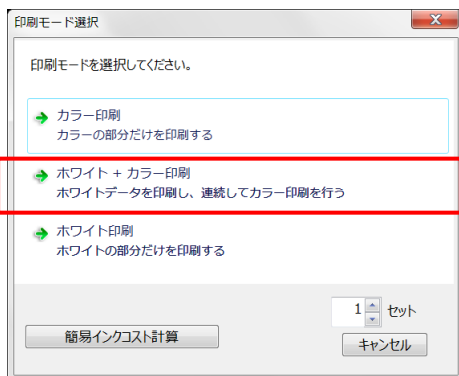 印刷モード選択
X
印刷モードを選択してください。
カラー印刷
カラーの部分だけを印刷する
ホワイト + カラー印刷
ホワイトデータを印刷し、連続してカラー印刷を行う
ホワイト印刷
ホワイトの部分だけを印刷する
1 セット
簡易インクコスト計算
キャンセル